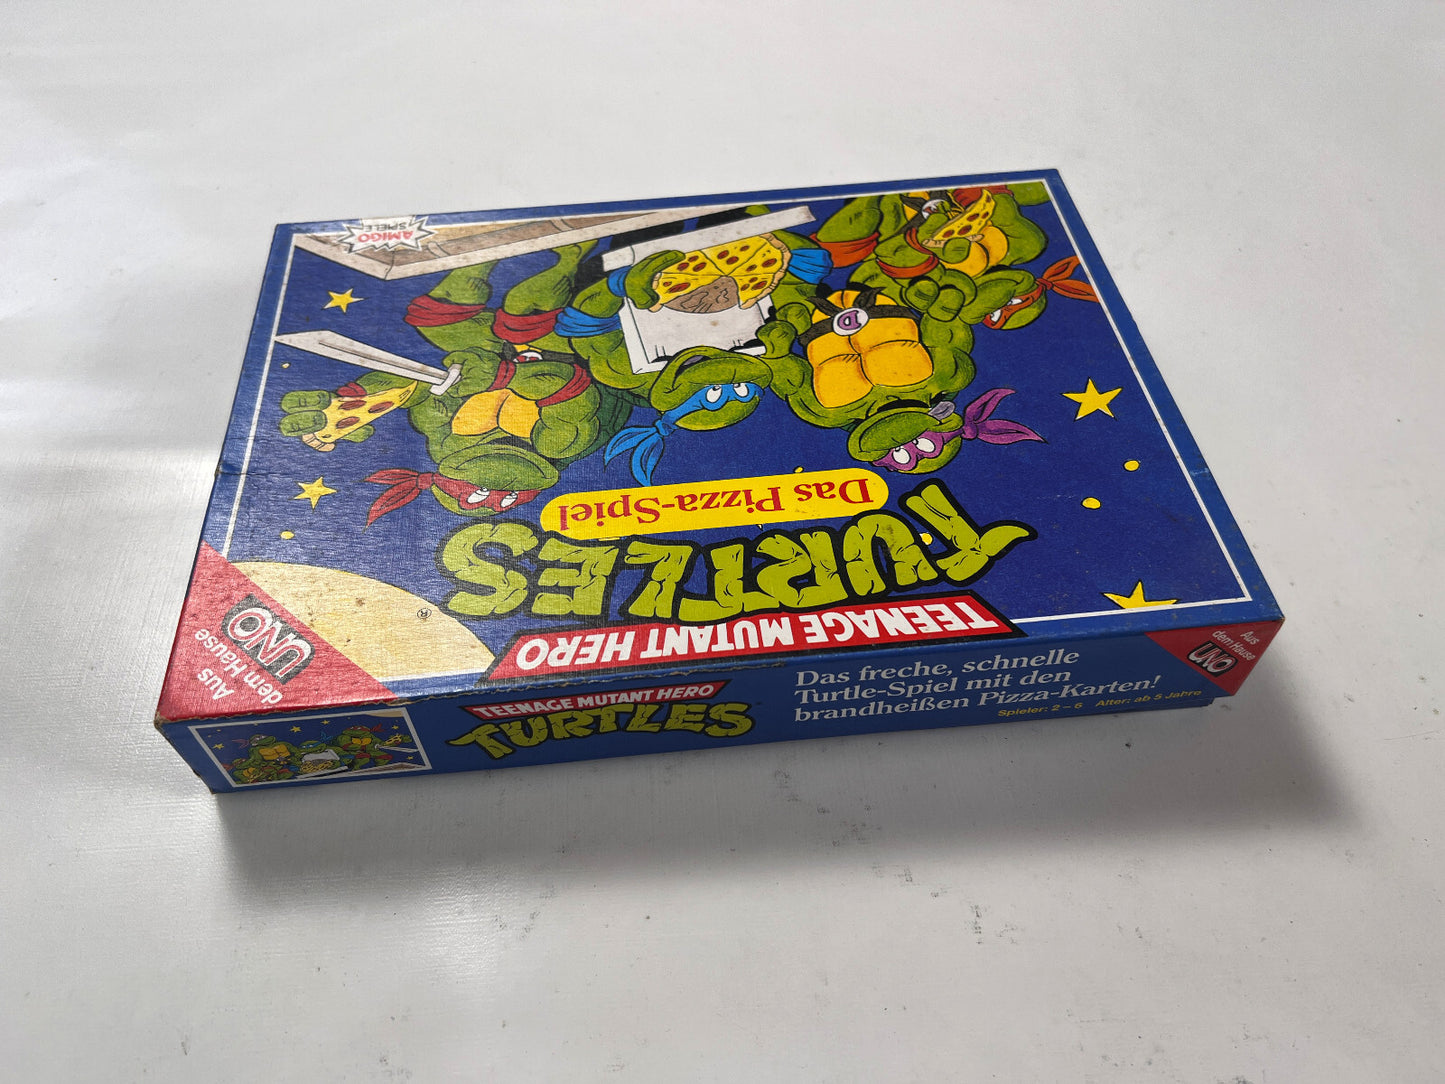 TEENAGE MUTANT HERO
TURTLES
®
Das Pizza-Spiel
AMIGO
SPIELE
Aus
dem Hause
UNO
TEENAGE MUTANT HERO
TURTLES
Das freche, schnelle
Turtle-Spiel mit den
brandheißen Pizza-Karten!
Spieler: 2 – 6 Alter: ab 5 Jahre
Aus
dem Hause
UNO